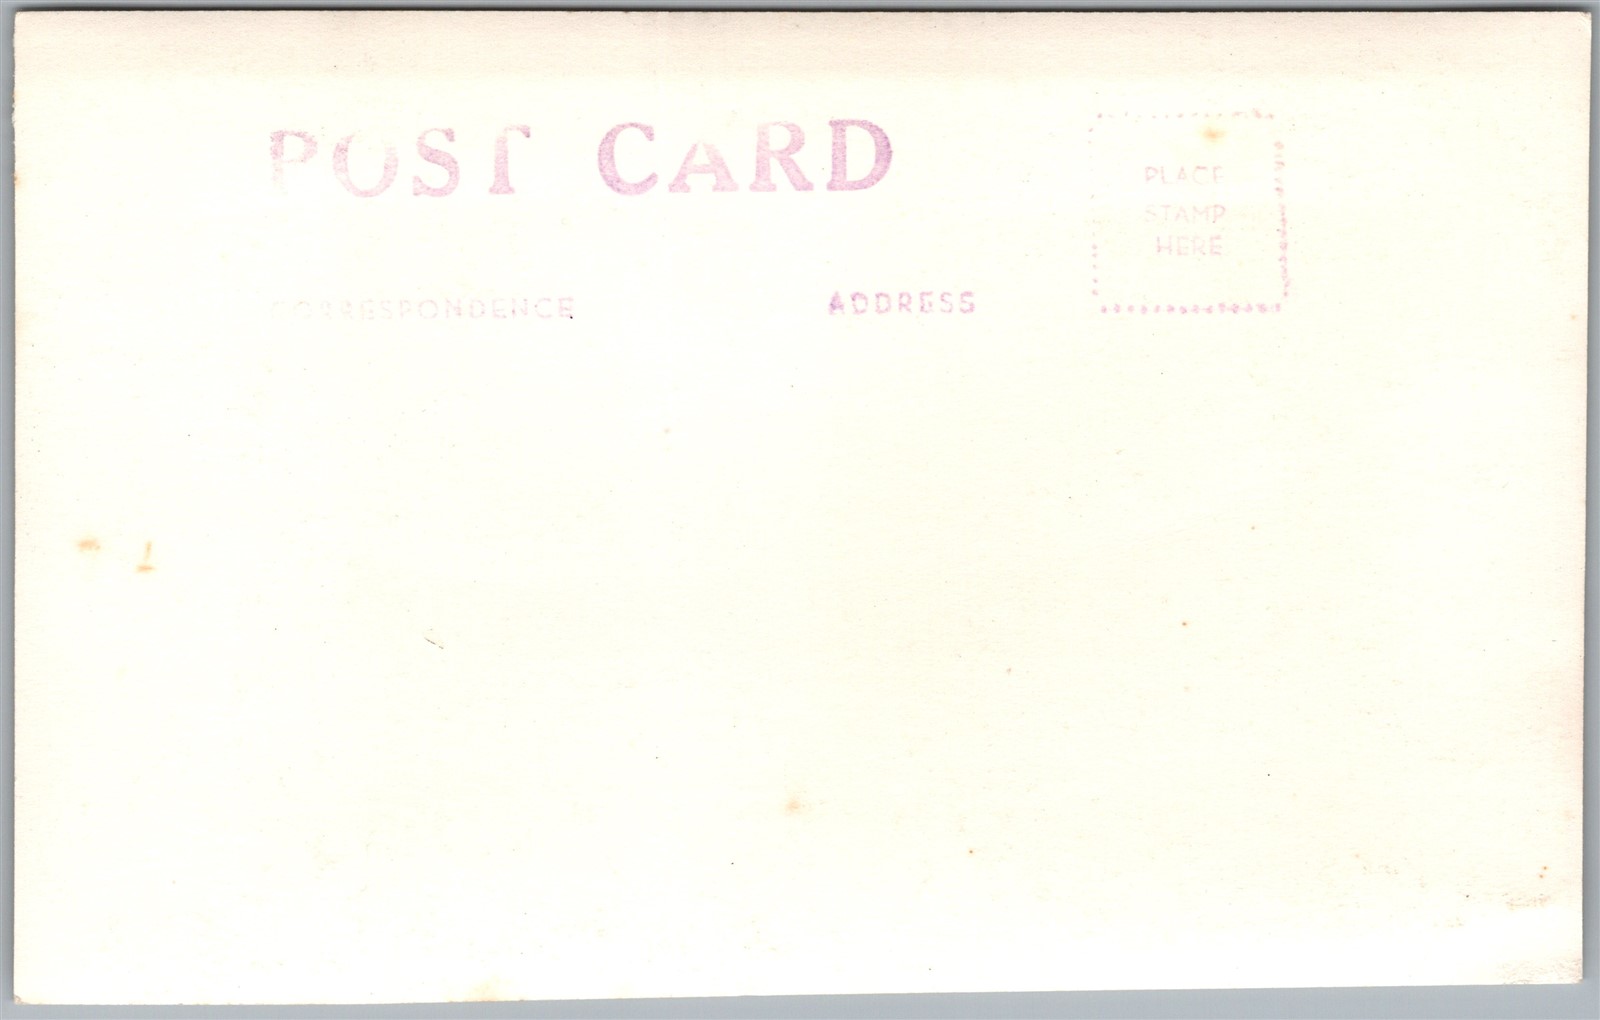 POST CARD
PLACE
STAMP
HERE
CORRESPONDENCE
ADDRESS